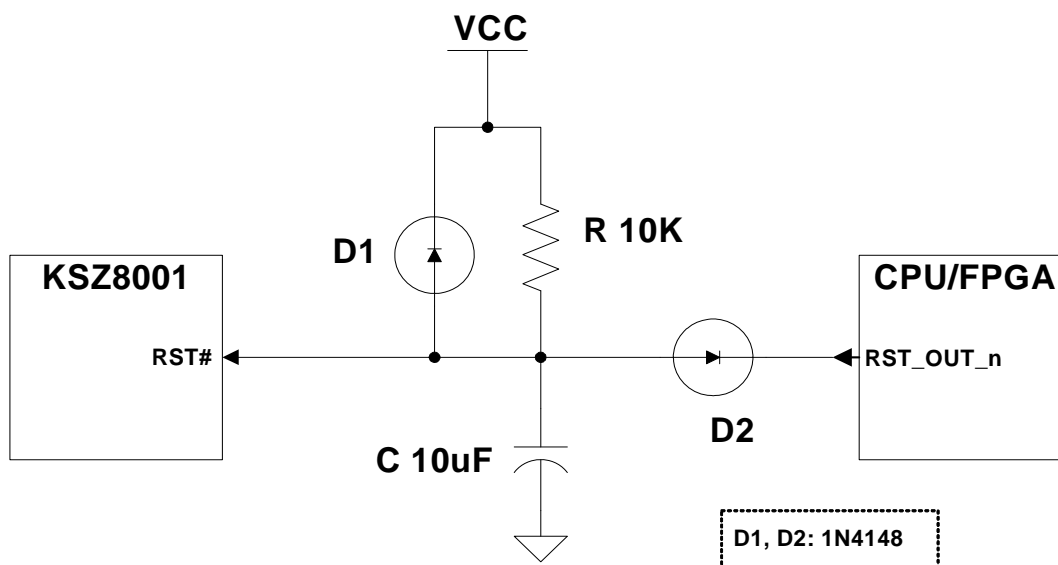 VCC
R 10K
D1
KSZ8001
CPU/FPGA
RST#
RST_OUT_n
D2
C 10uF
D1, D2: 1N4148